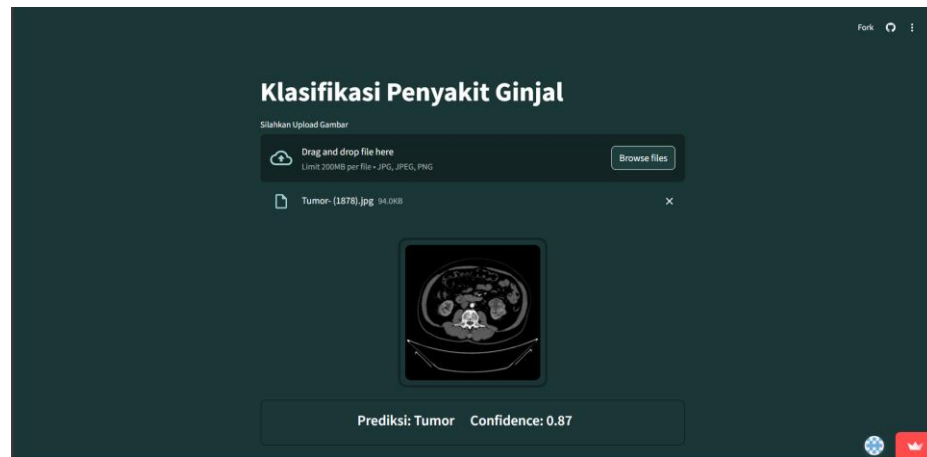 Fork
Klasifikasi Penyakit Ginjal
Silahkan Upload Gambar
Drag and drop file here
Browse files
Limit 200MB per file • JPG, JPEG, PNG
Tumor- (1878).jpg 94.0KB
Prediksi: Tumor Confidence: 0.87